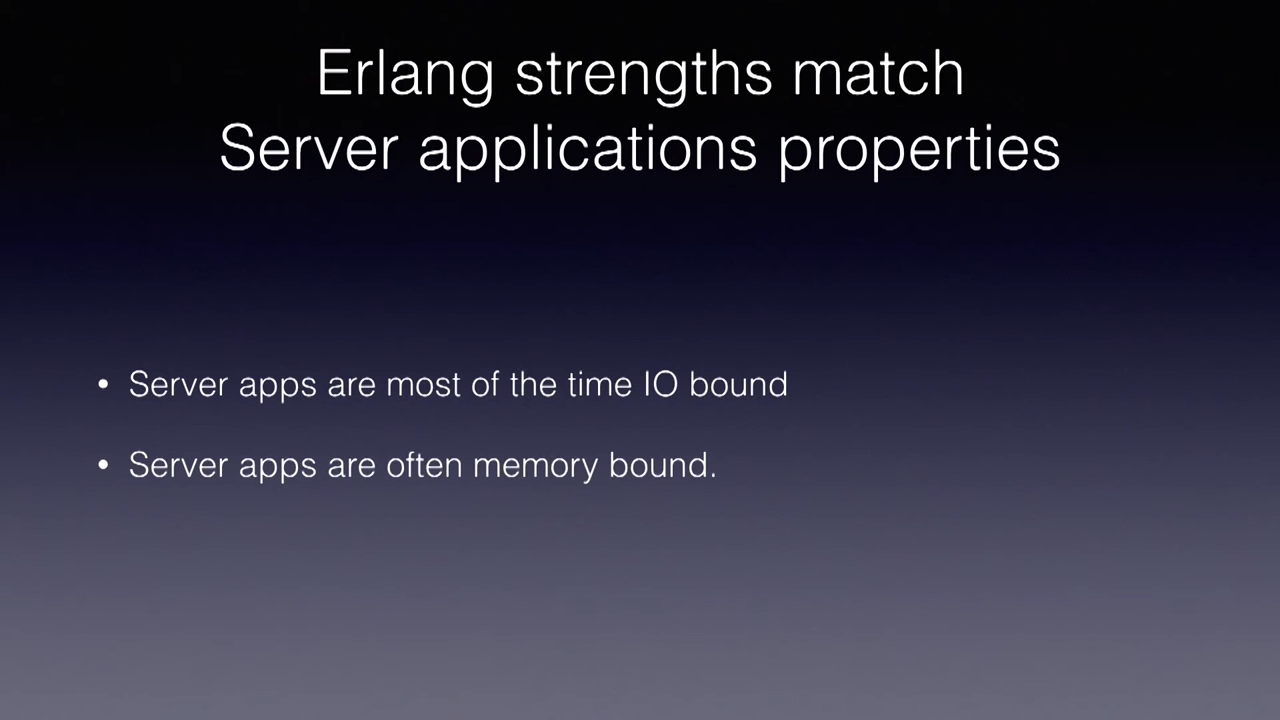 Erlang strengths match
Server applications properties
• Server apps are most of the time IO bound
• Server apps are often memory bound.